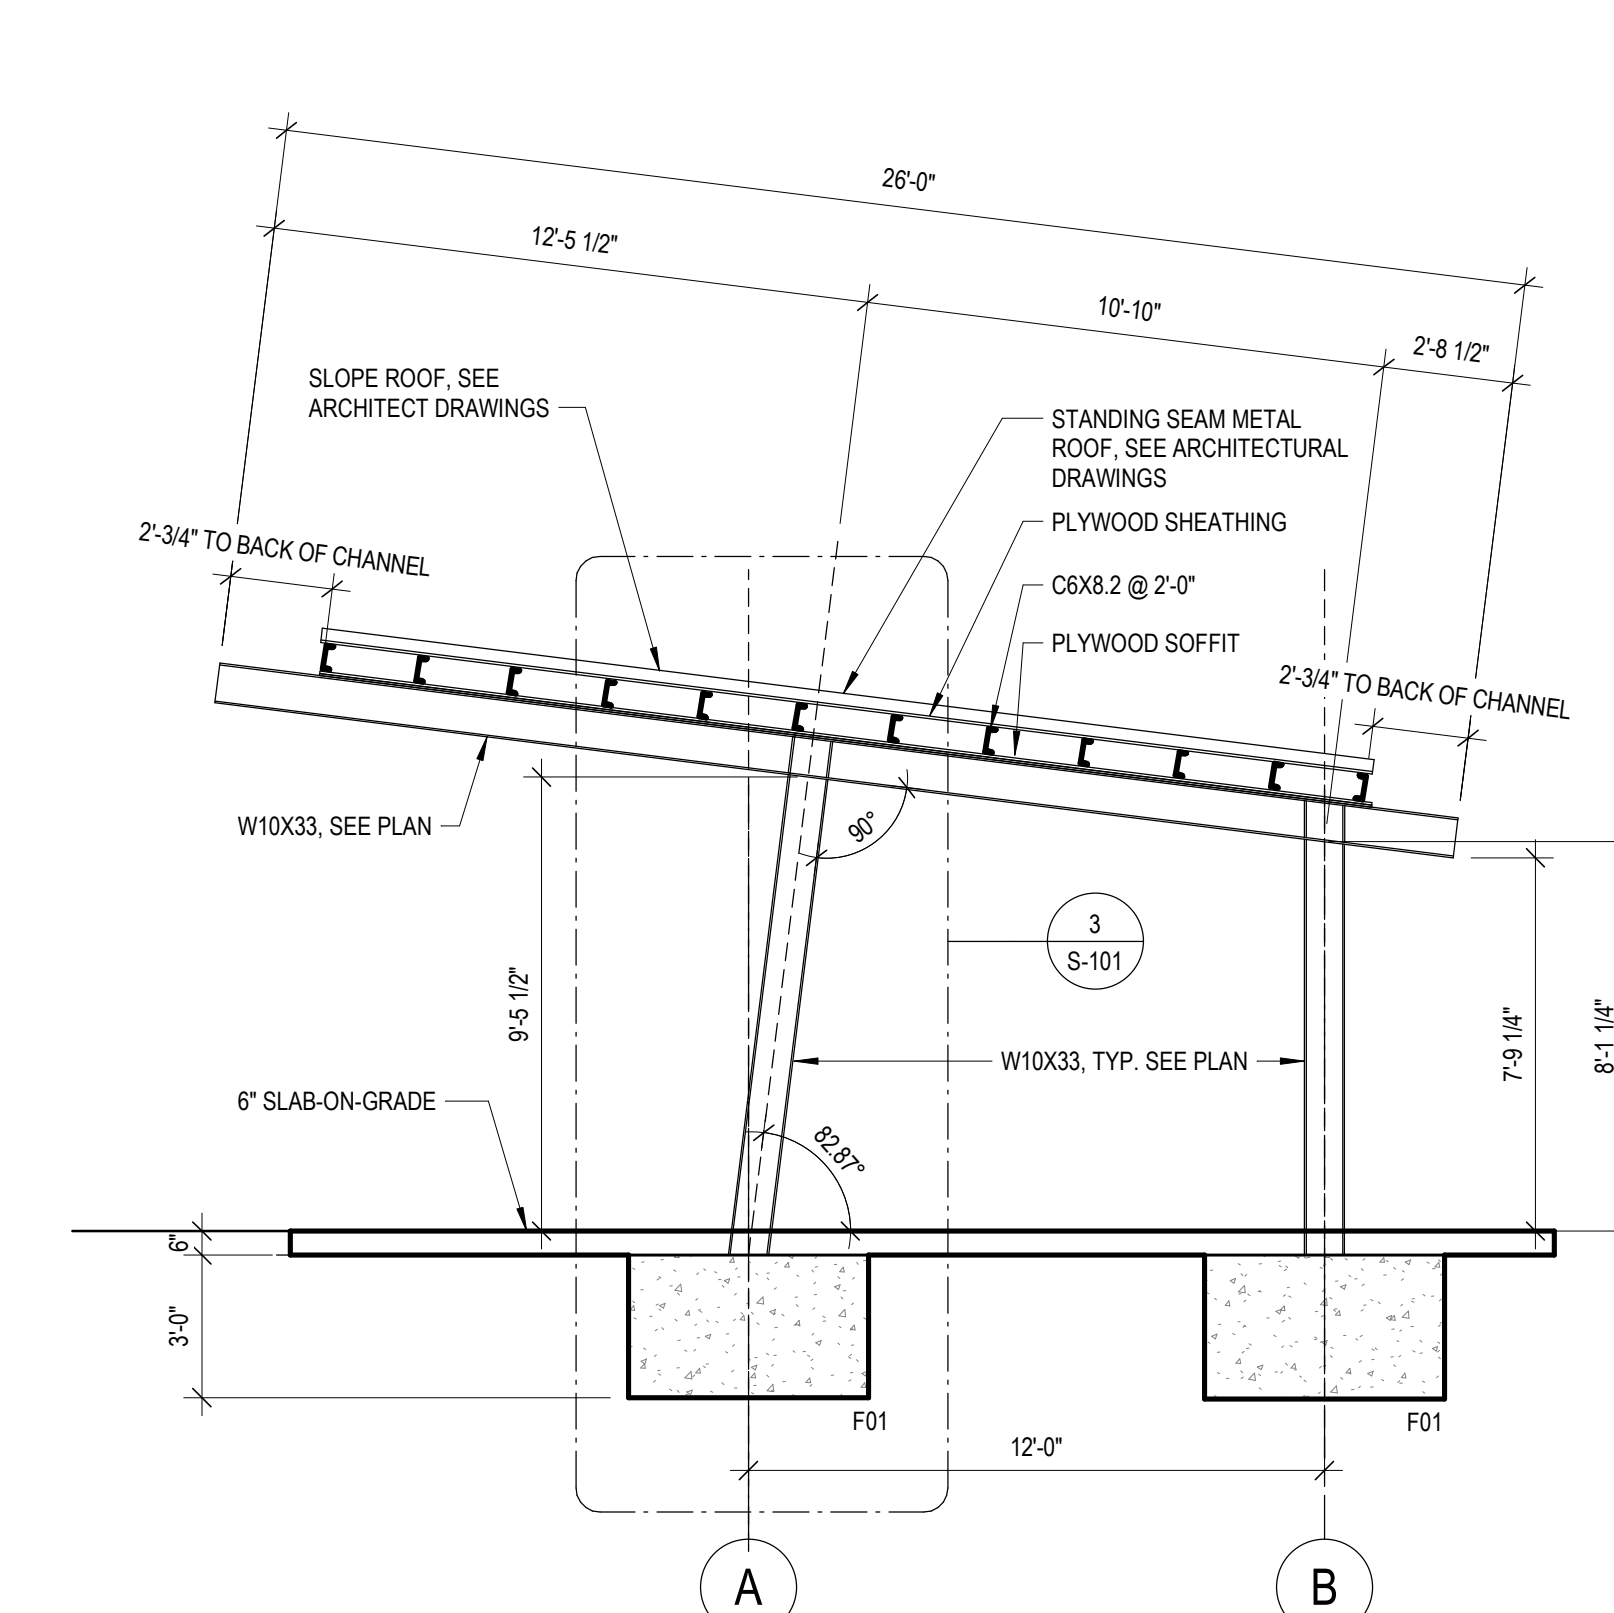 26'-0"
12'-5 1/2"
10'-10"
2'-8 1/2"
SLOPE ROOF, SEE
ARCHITECT DRAWINGS
STANDING SEAM METAL
ROOF, SEE ARCHITECTURAL
DRAWINGS
PLYWOOD SHEATHING
2'-3/4" TO BACK OF CHANNEL
C6X8.2 @ 2'-0"
PLYWOOD SOFFIT
2'-3/4" TO BACK OF CHANNEL
W10X33, SEE PLAN
90°
3
S-101
9'-5 1/2"
7'-9 1/4"
8'-1 1/4"
W10X33, TYP. SEE PLAN
6" SLAB-ON-GRADE
82.87°
6"
3'-0"
F01
F01
12'-0"
A
B